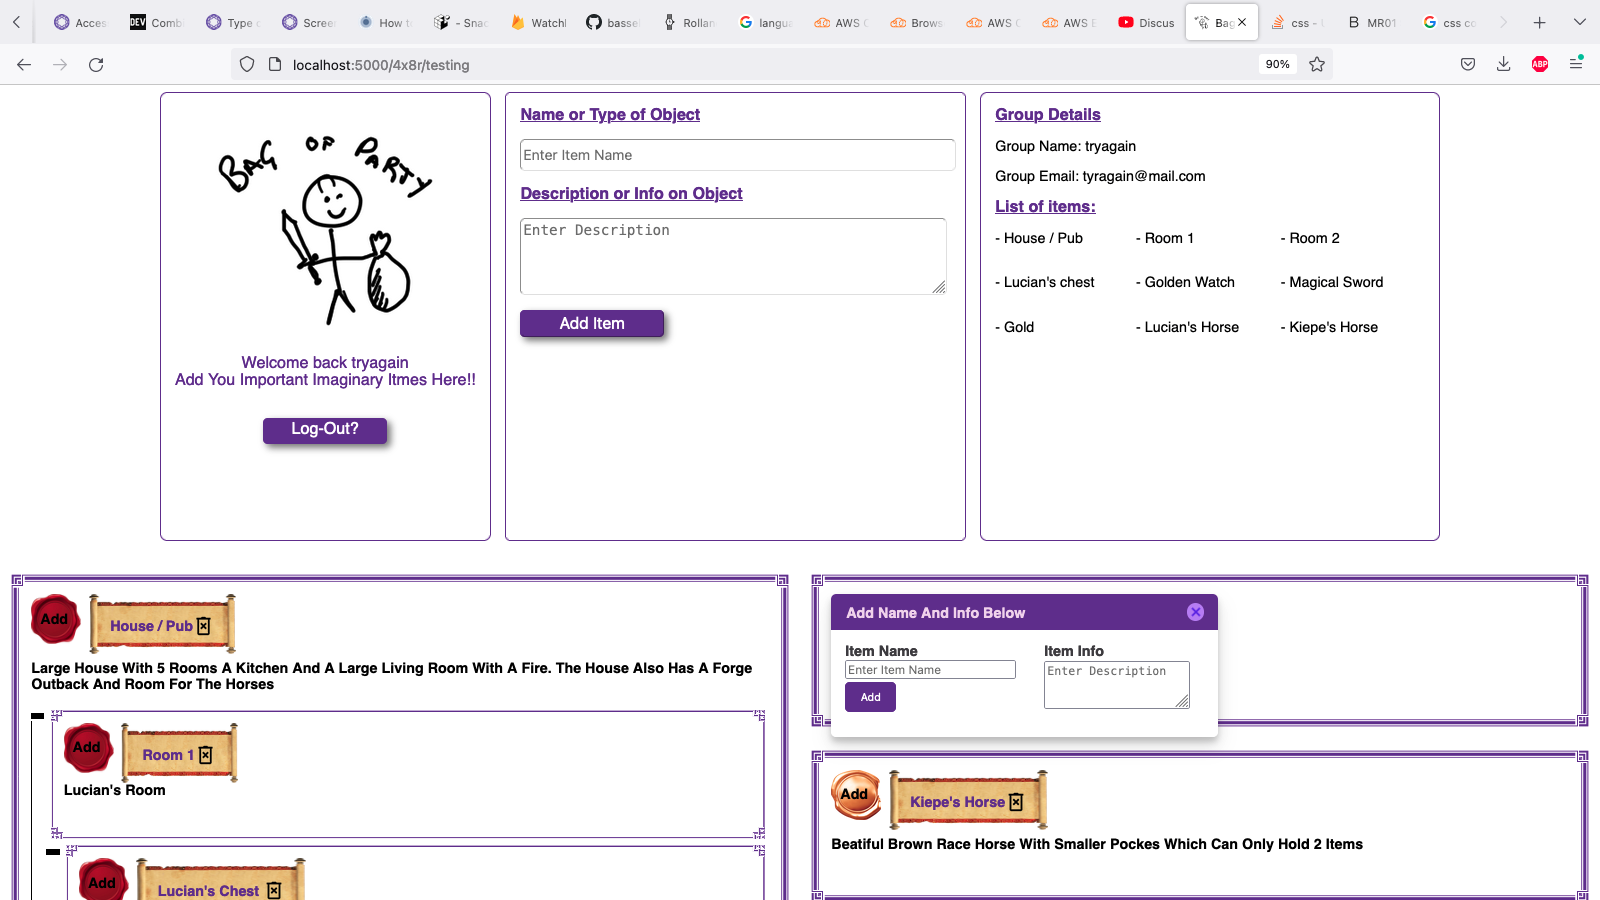 Acces
DEV Comb
Type
Scree
How t
- Snac
Watchl
basse
Rollan
langua
AWS
Brows
AWS
AWS
Discus
Bag
css -
MR01
css co
localhost:5000/4x8r/testing
90%
ABP
BAG OF PARTY
Welcome back tryagain
Add You Important Imaginary Itmes Here!!
Log-Out?
Name or Type of Object
Enter Item Name
Description or Info on Object
Enter Description
Add Item
Group Details
Group Name: tryagain
Group Email: tyragain@mail.com
List of items:
- House / Pub - Room 1 - Room 2
- Lucian's chest - Golden Watch - Magical Sword
- Gold - Lucian's Horse - Kiepe's Horse
Add House / Pub
Large House With 5 Rooms A Kitchen And A Large Living Room With A Fire. The House Also Has A Forge
Outback And Room For The Horses
Add Room 1
Lucian's Room
Add Lucian's Chest
Add Name And Info Below
Item Name Item Info
Enter Item Name Enter Description
Add
Add Kiepe's Horse
Beatiful Brown Race Horse With Smaller Pockes Which Can Only Hold 2 Items